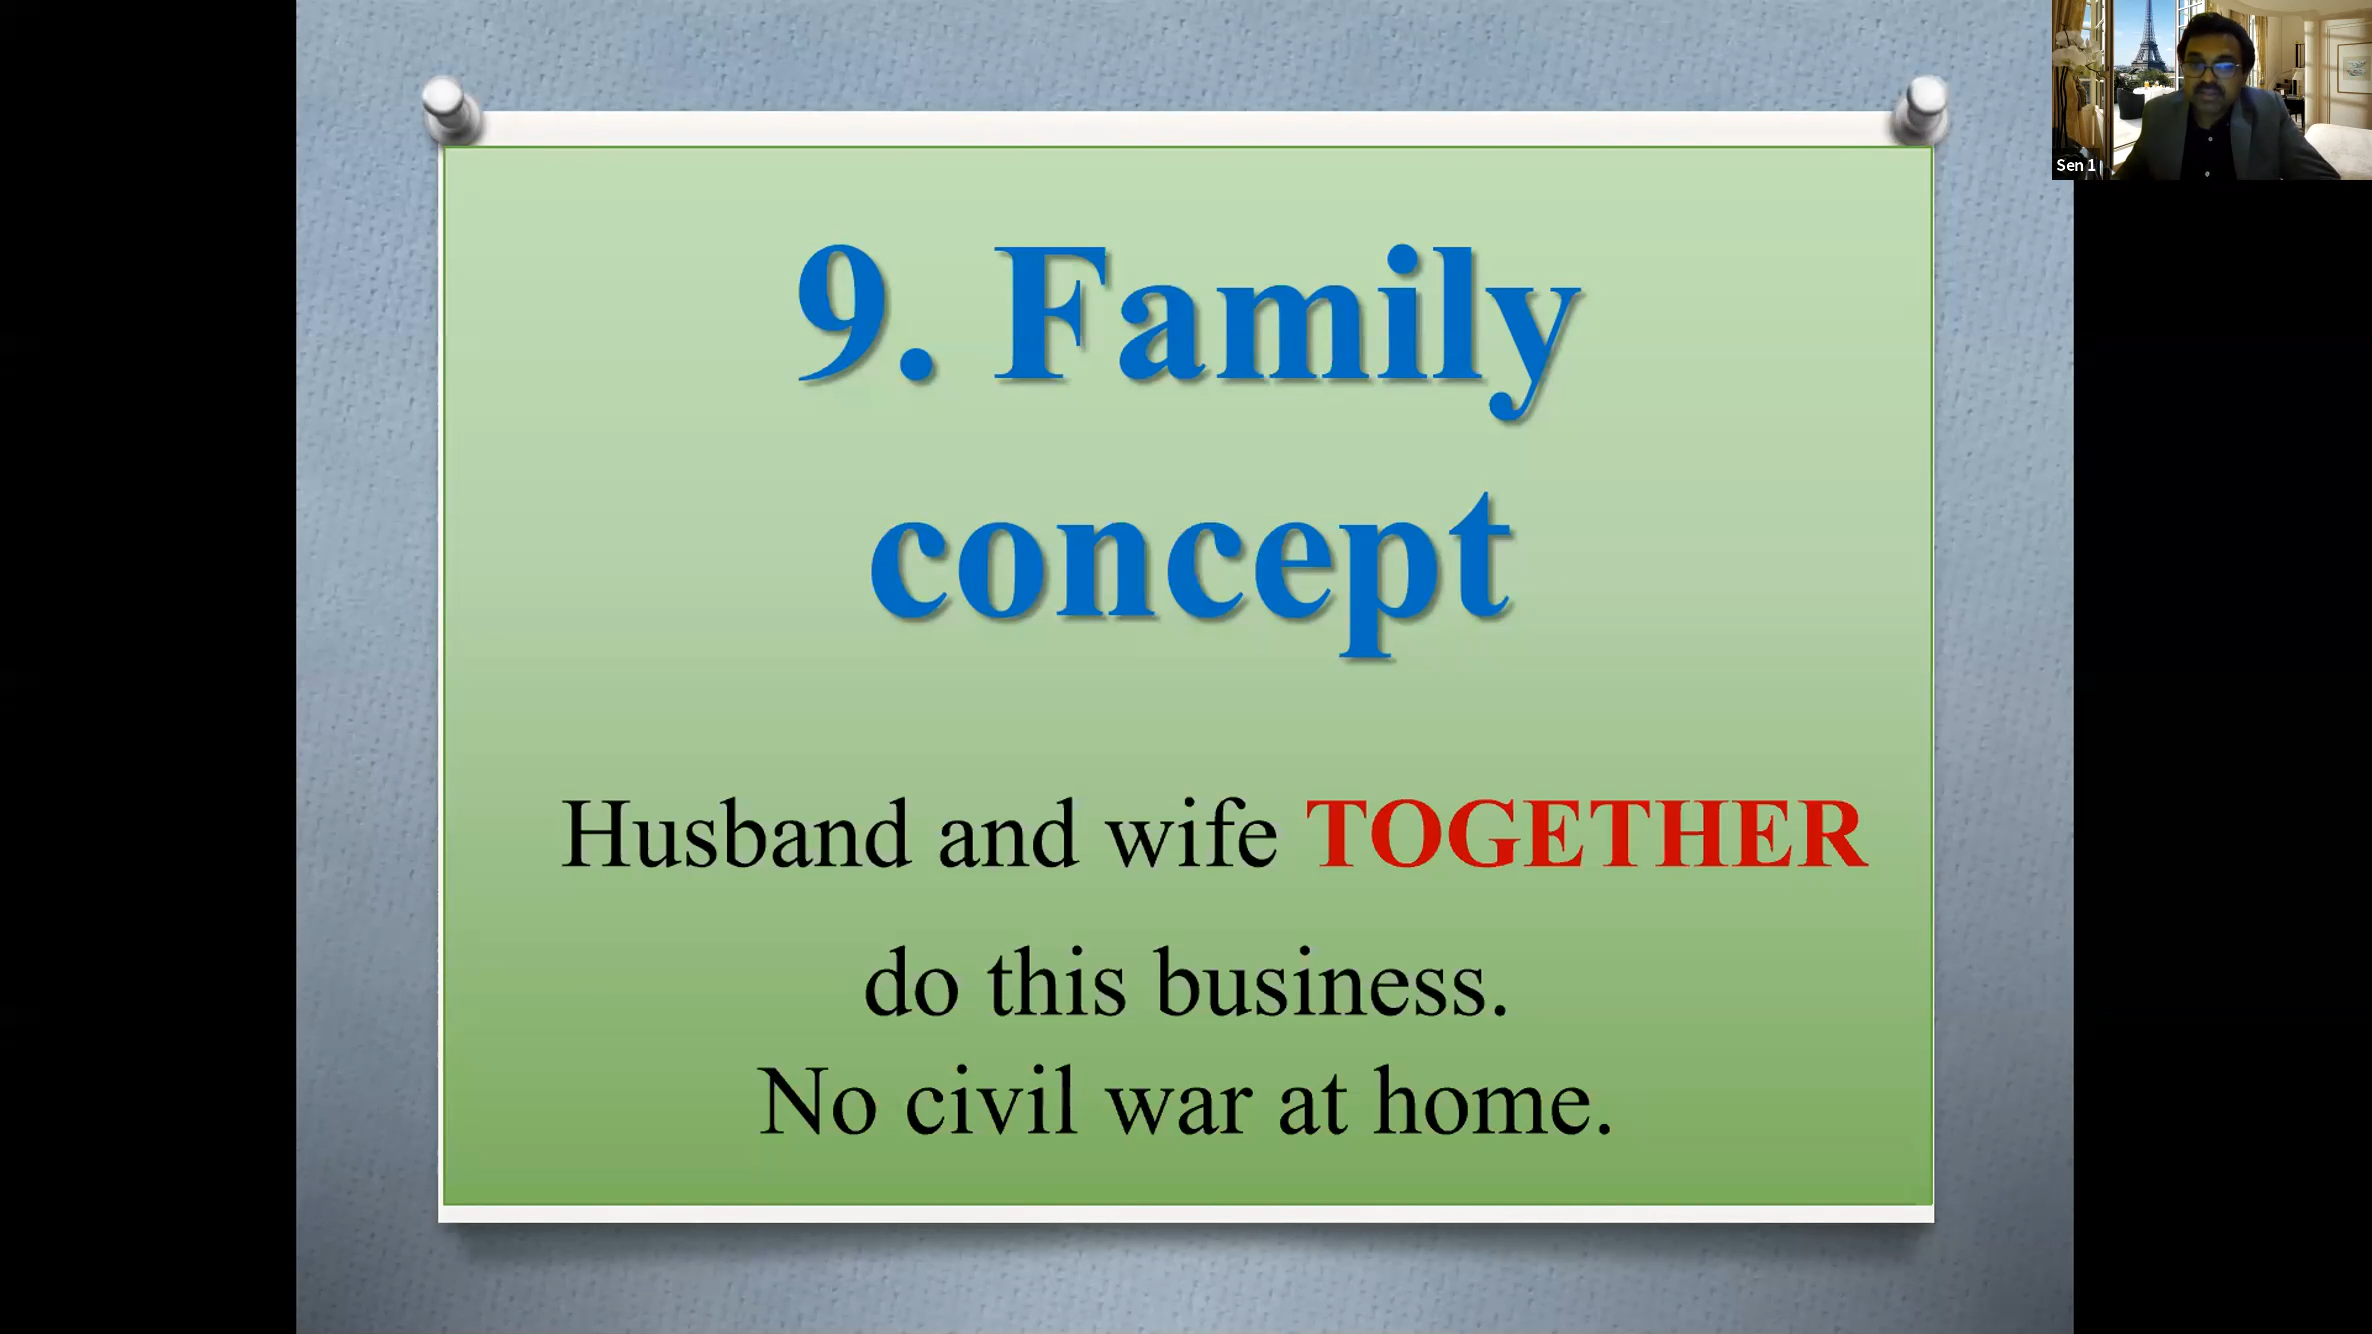 9. Family
concept
Husband and wife TOGETHER
do this business.
No civil war at home.
Sen 1